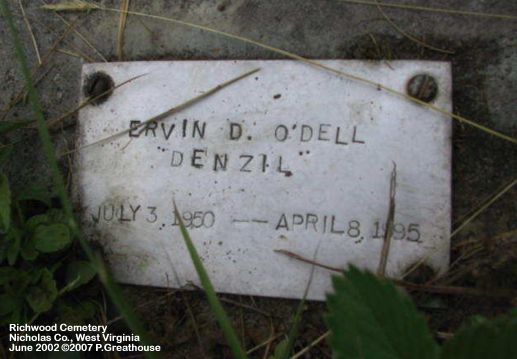 ERVIN D. O'DELL
"DENZIL"
JULY 3, 1950 -- APRIL 8, 1995
Richwood Cemetery
Nicholas Co., West Virginia
June 2002 ©2007 P.Greathouse